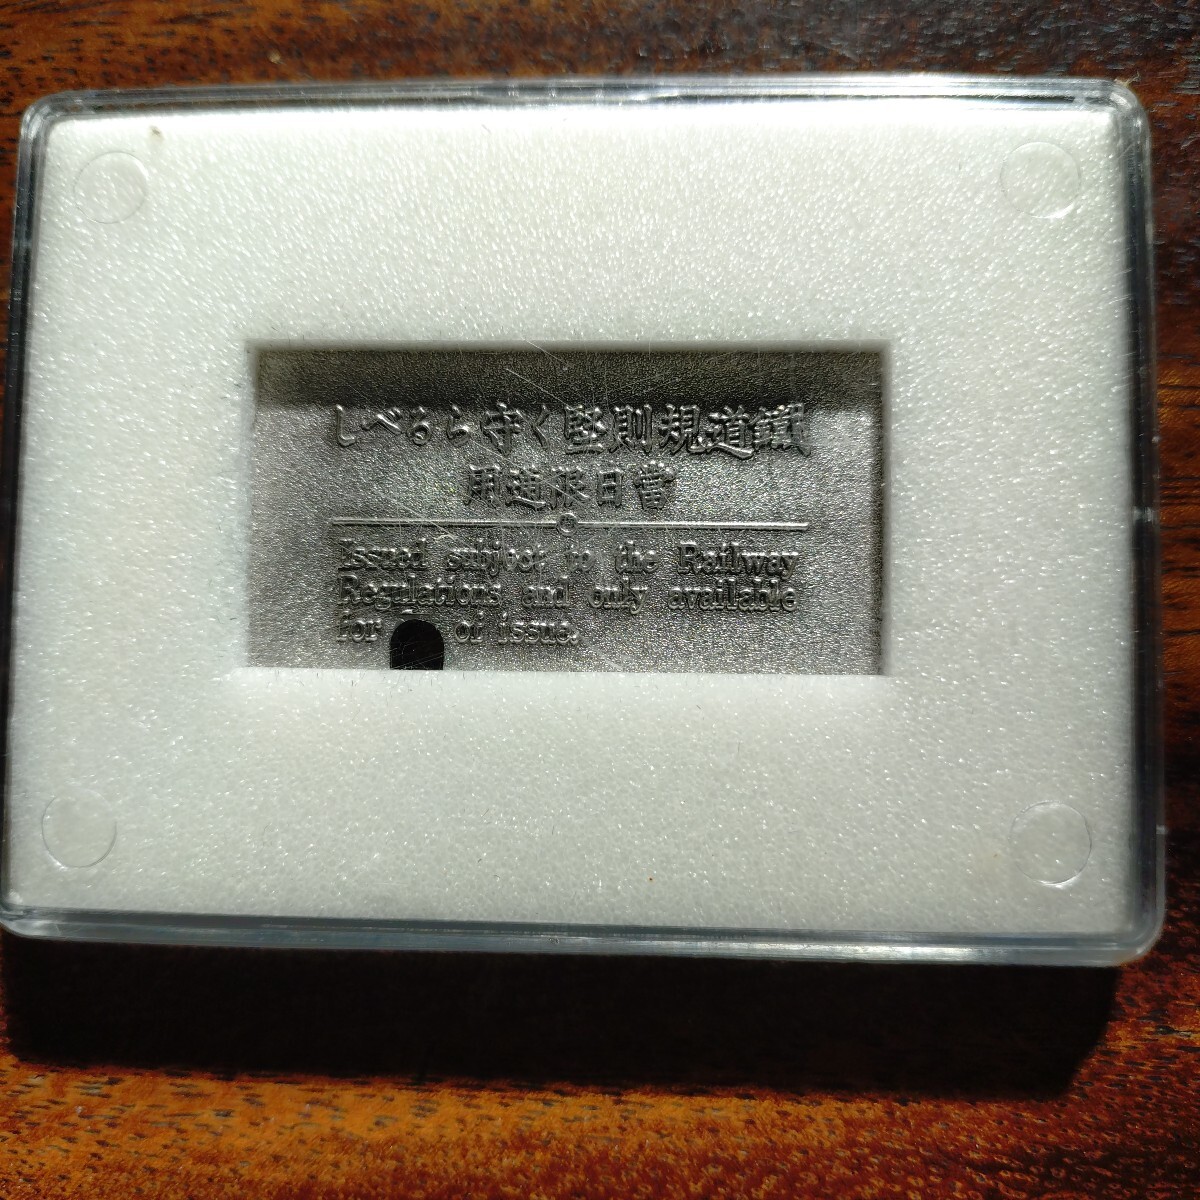 鐵道規則堅く守らるべし
當日限通用
Issued subject to the Railway
Regulations and only available
for of issue.